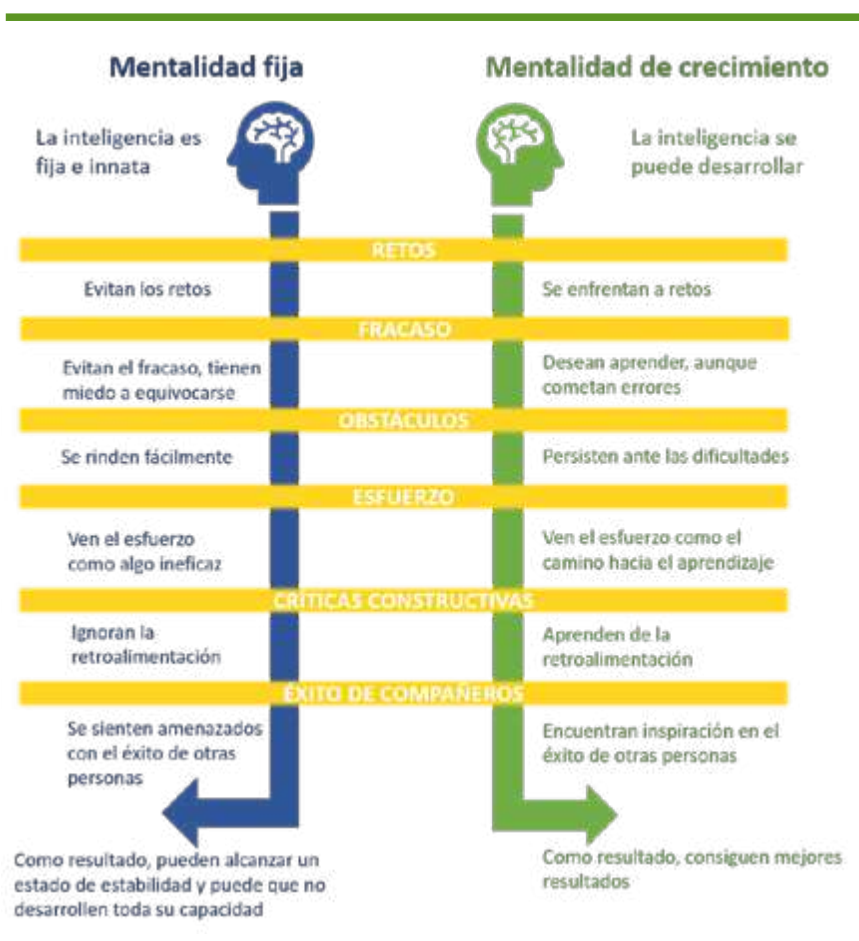 Mentalidad fija
Mentalidad de crecimiento
La inteligencia es
fija e innata
La inteligencia se
puede desarrollar
RETOS
Evitan los retos
Se enfrentan a retos
FRACASO
Evitan el fracaso, tienen
miedo a equivocarse
Desean aprender, aunque
cometan errores
OBSTÁCULOS
Se rinden fácilmente
Persisten ante las dificultades
ESFUERZO
Ven el esfuerzo
como algo ineficaz
Ven el esfuerzo como el
camino hacia el aprendizaje
CRÍTICAS CONSTRUCTIVAS
Ignoran la
retroalimentación
Aprenden de la
retroalimentación
ÉXITO DE COMPAÑEROS
Se sienten amenazados
con el éxito de otras
personas
Encuentran inspiración en el
éxito de otras personas
Como resultado, pueden alcanzar un
estado de estabilidad y puede que no
desarrollen toda su capacidad
Como resultado, consiguen mejores
resultados